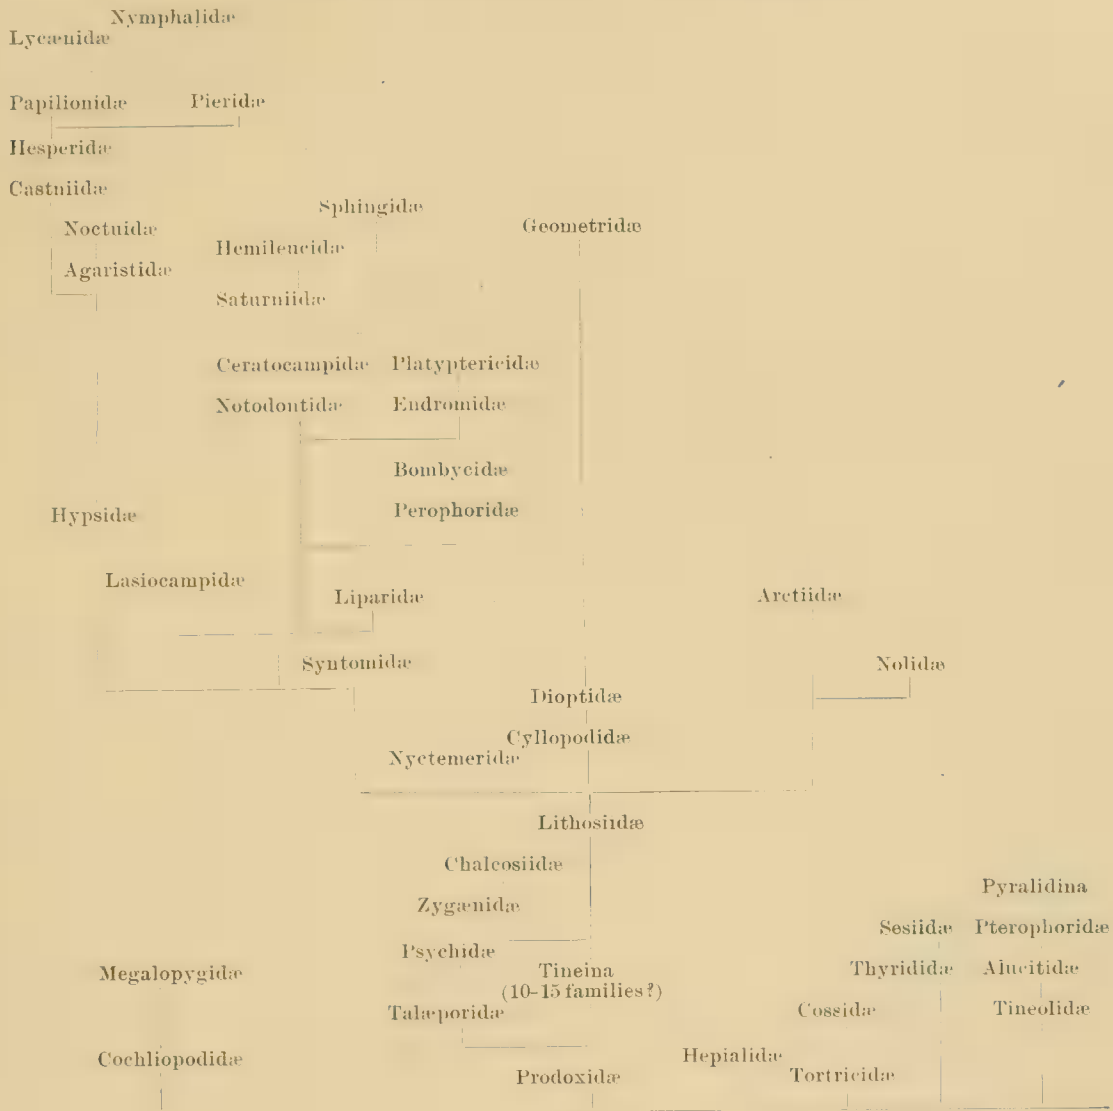 Nymphalidæ
Lycænidæ
Papilionidæ Pieridæ
Hesperidæ
Castniidæ
Sphingidæ
Noctuidæ Geometridæ
Hemileucidæ
Agaristidæ
Saturniidæ
Ceratocampidæ Platyptericidæ
Notodontidæ Endromidæ
Bombycidæ
Hypsidæ Perophoridæ
Lasiocampidæ
Liparidæ Arctiidæ
Syntomidæ Nolidæ
Dioptidæ
Cyllopodidæ
Nyctemeridæ
Lithosiidæ
Chalcosiidæ
Pyralidina
Zygænidæ
Sesiidæ Pterophoridæ
Psychidæ
Megalopygidæ Tineina Thyrididæ Alucitidæ
(10-15 families?)
Talæporidæ Cossidæ Tineolidæ
Cochliopodidæ Hepialidæ
Prodoxidæ Tortricidæ